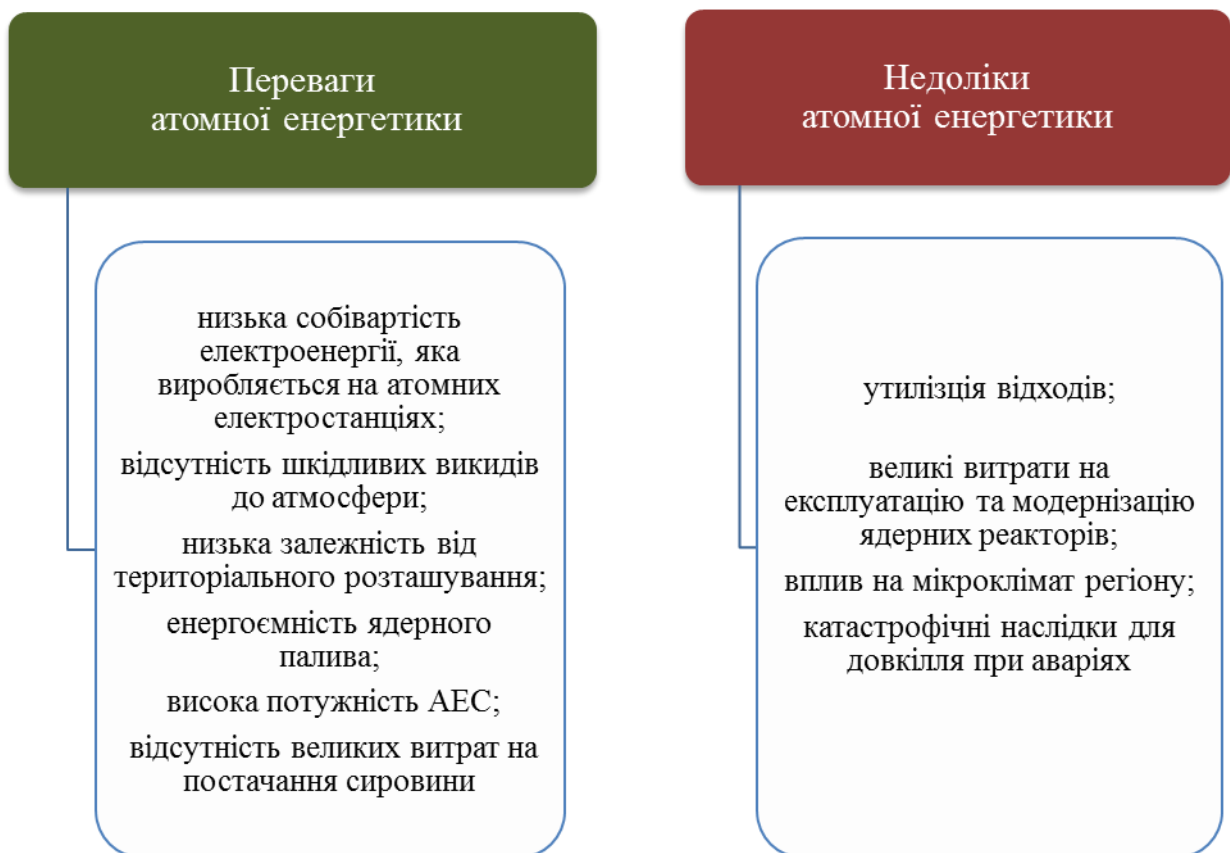 Переваги
атомної енергетики
низька собівартість
електроенергії, яка
виробляється на атомних
електростанціях;
відсутність шкідливих викидів
до атмосфери;
низька залежність від
територіального розташування;
енергоємність ядерного
палива;
висока потужність АЕС;
відсутність великих витрат на
постачання сировини
Недоліки
атомної енергетики
утилізція відходів;
великі витрати на
експлуатацію та модернізацію
ядерних реакторів;
вплив на мікроклімат регіону;
катастрофічні наслідки для
довкілля при аваріях